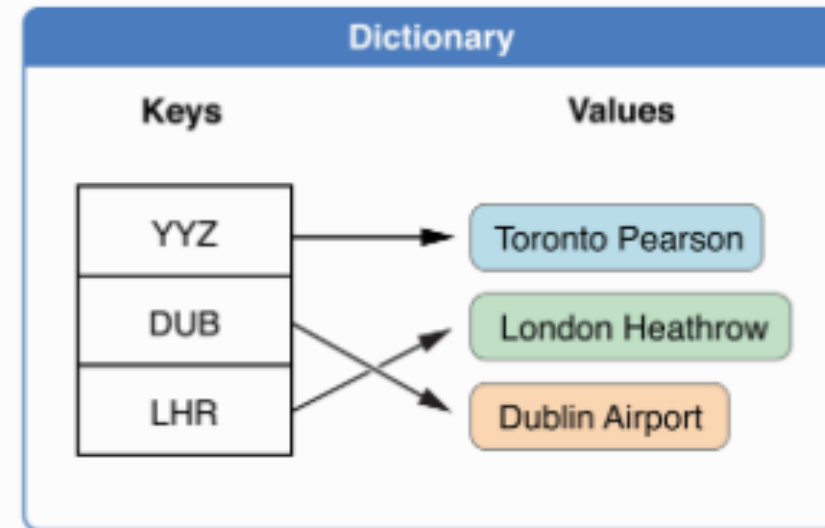 Dictionary
Keys
Values
YYZ
Toronto Pearson
DUB
London Heathrow
LHR
Dublin Airport